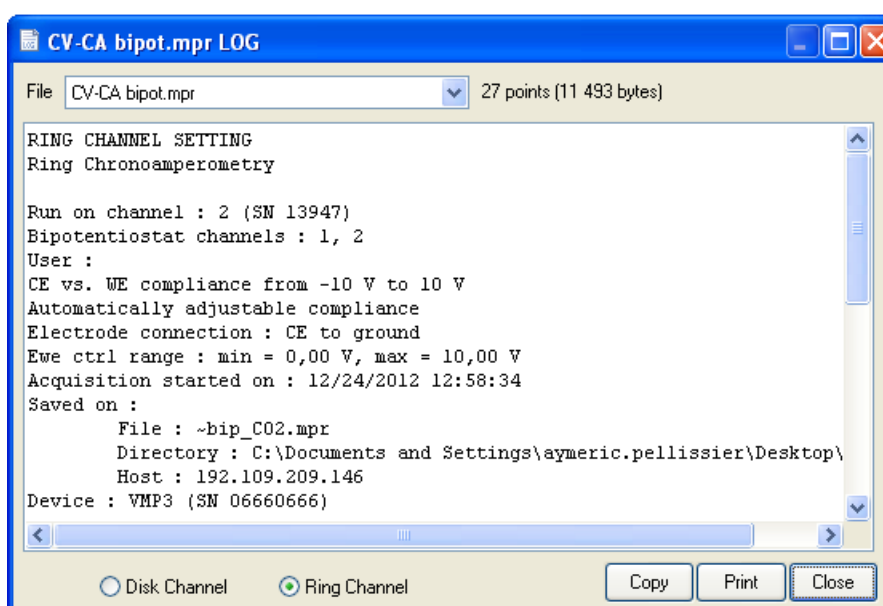 CV-CA bipot.mpr LOG
File CV-CA bipot.mpr 27 points (11 493 bytes)
RING CHANNEL SETTING
Ring Chronoamperometry
Run on channel : 2 (SN 13947)
Bipotentiostat channels : 1, 2
User :
CE vs. WE compliance from -10 V to 10 V
Automatically adjustable compliance
Electrode connection : CE to ground
Ewe ctrl range : min = 0,00 V, max = 10,00 V
Acquisition started on : 12/24/2012 12:58:34
Saved on :
File : ~bip_C02.mpr
Directory : C:\Documents and Settings\aymeric.pellissier\Desktop\
Host : 192.109.209.146
Device : VMP3 (SN 06660666)
Disk Channel Ring Channel Copy Print Close